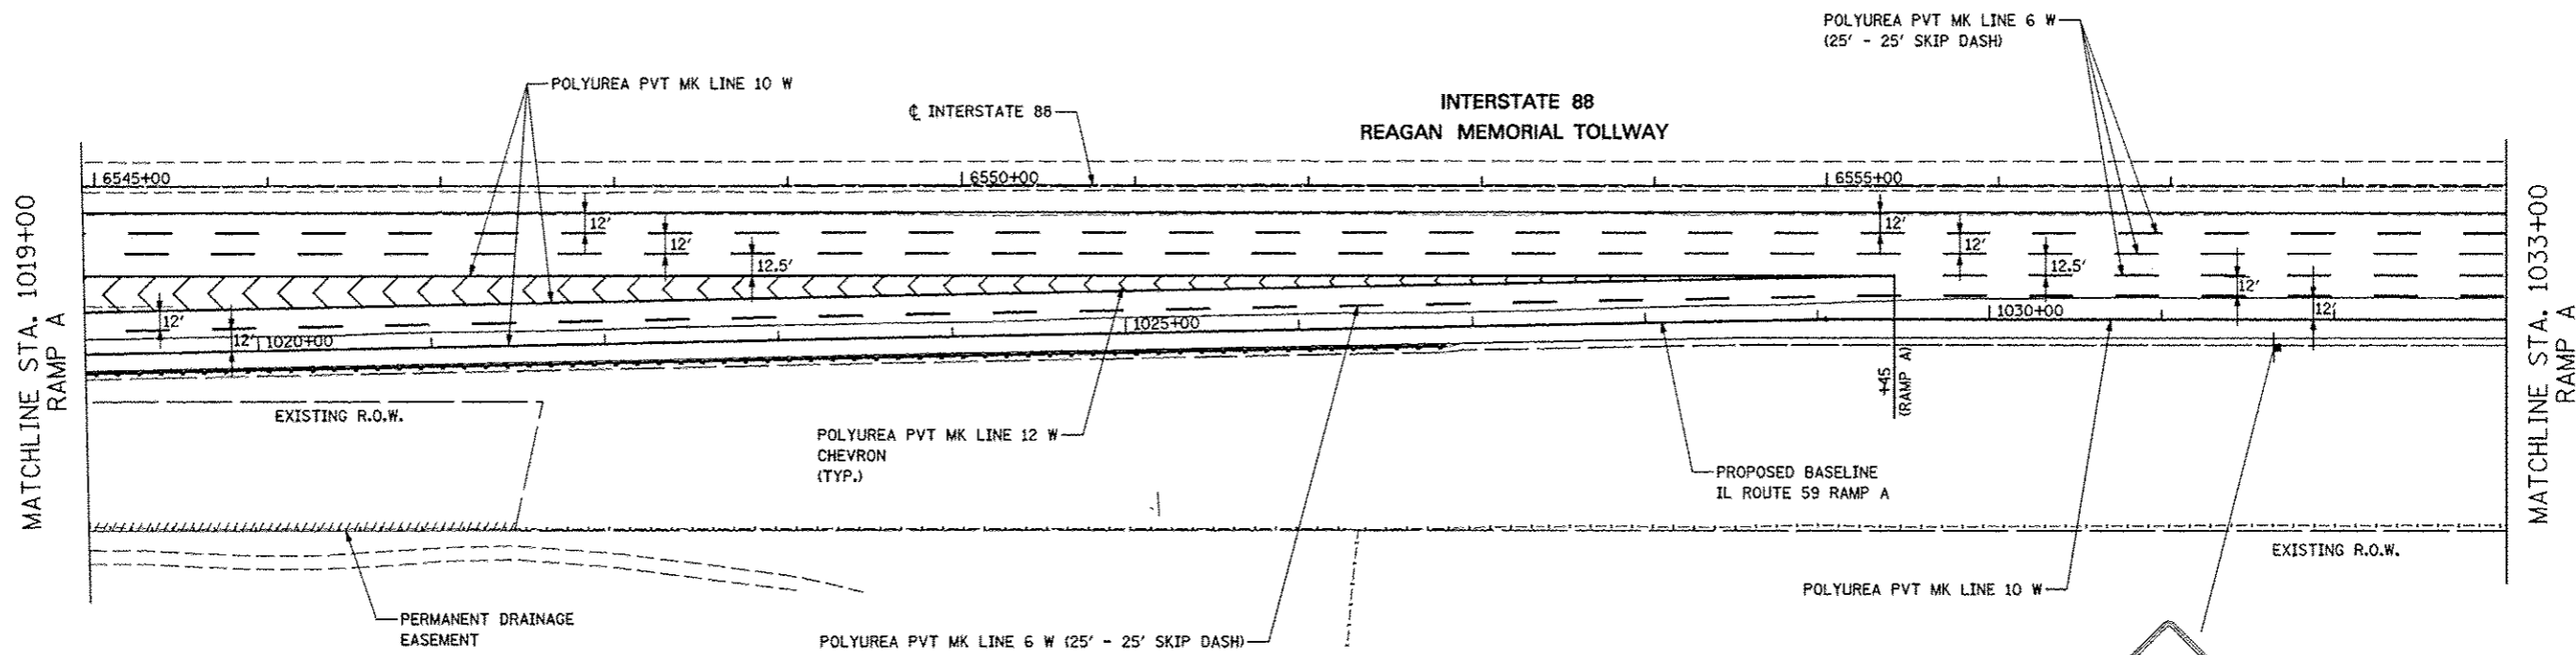 POLYUREA PVT MK LINE 6 W
(25' - 25' SKIP DASH)
POLYUREA PVT MK LINE 10 W
℄ INTERSTATE 88
INTERSTATE 88
REAGAN MEMORIAL TOLLWAY
MATCHLINE STA. 1019+00
RAMP A
6545+00
6550+00
6555+00
12'
12'
12.5'
12'
12'
12.5'
12'
12'
12'
12'
1020+00
1025+00
1030+00
+45
(RAMP A)
MATCHLINE STA. 1033+00
RAMP A
EXISTING R.O.W.
POLYUREA PVT MK LINE 12 W
CHEVRON
(TYP.)
PROPOSED BASELINE
IL ROUTE 59 RAMP A
EXISTING R.O.W.
POLYUREA PVT MK LINE 10 W
PERMANENT DRAINAGE
EASEMENT
POLYUREA PVT MK LINE 6 W (25' - 25' SKIP DASH)